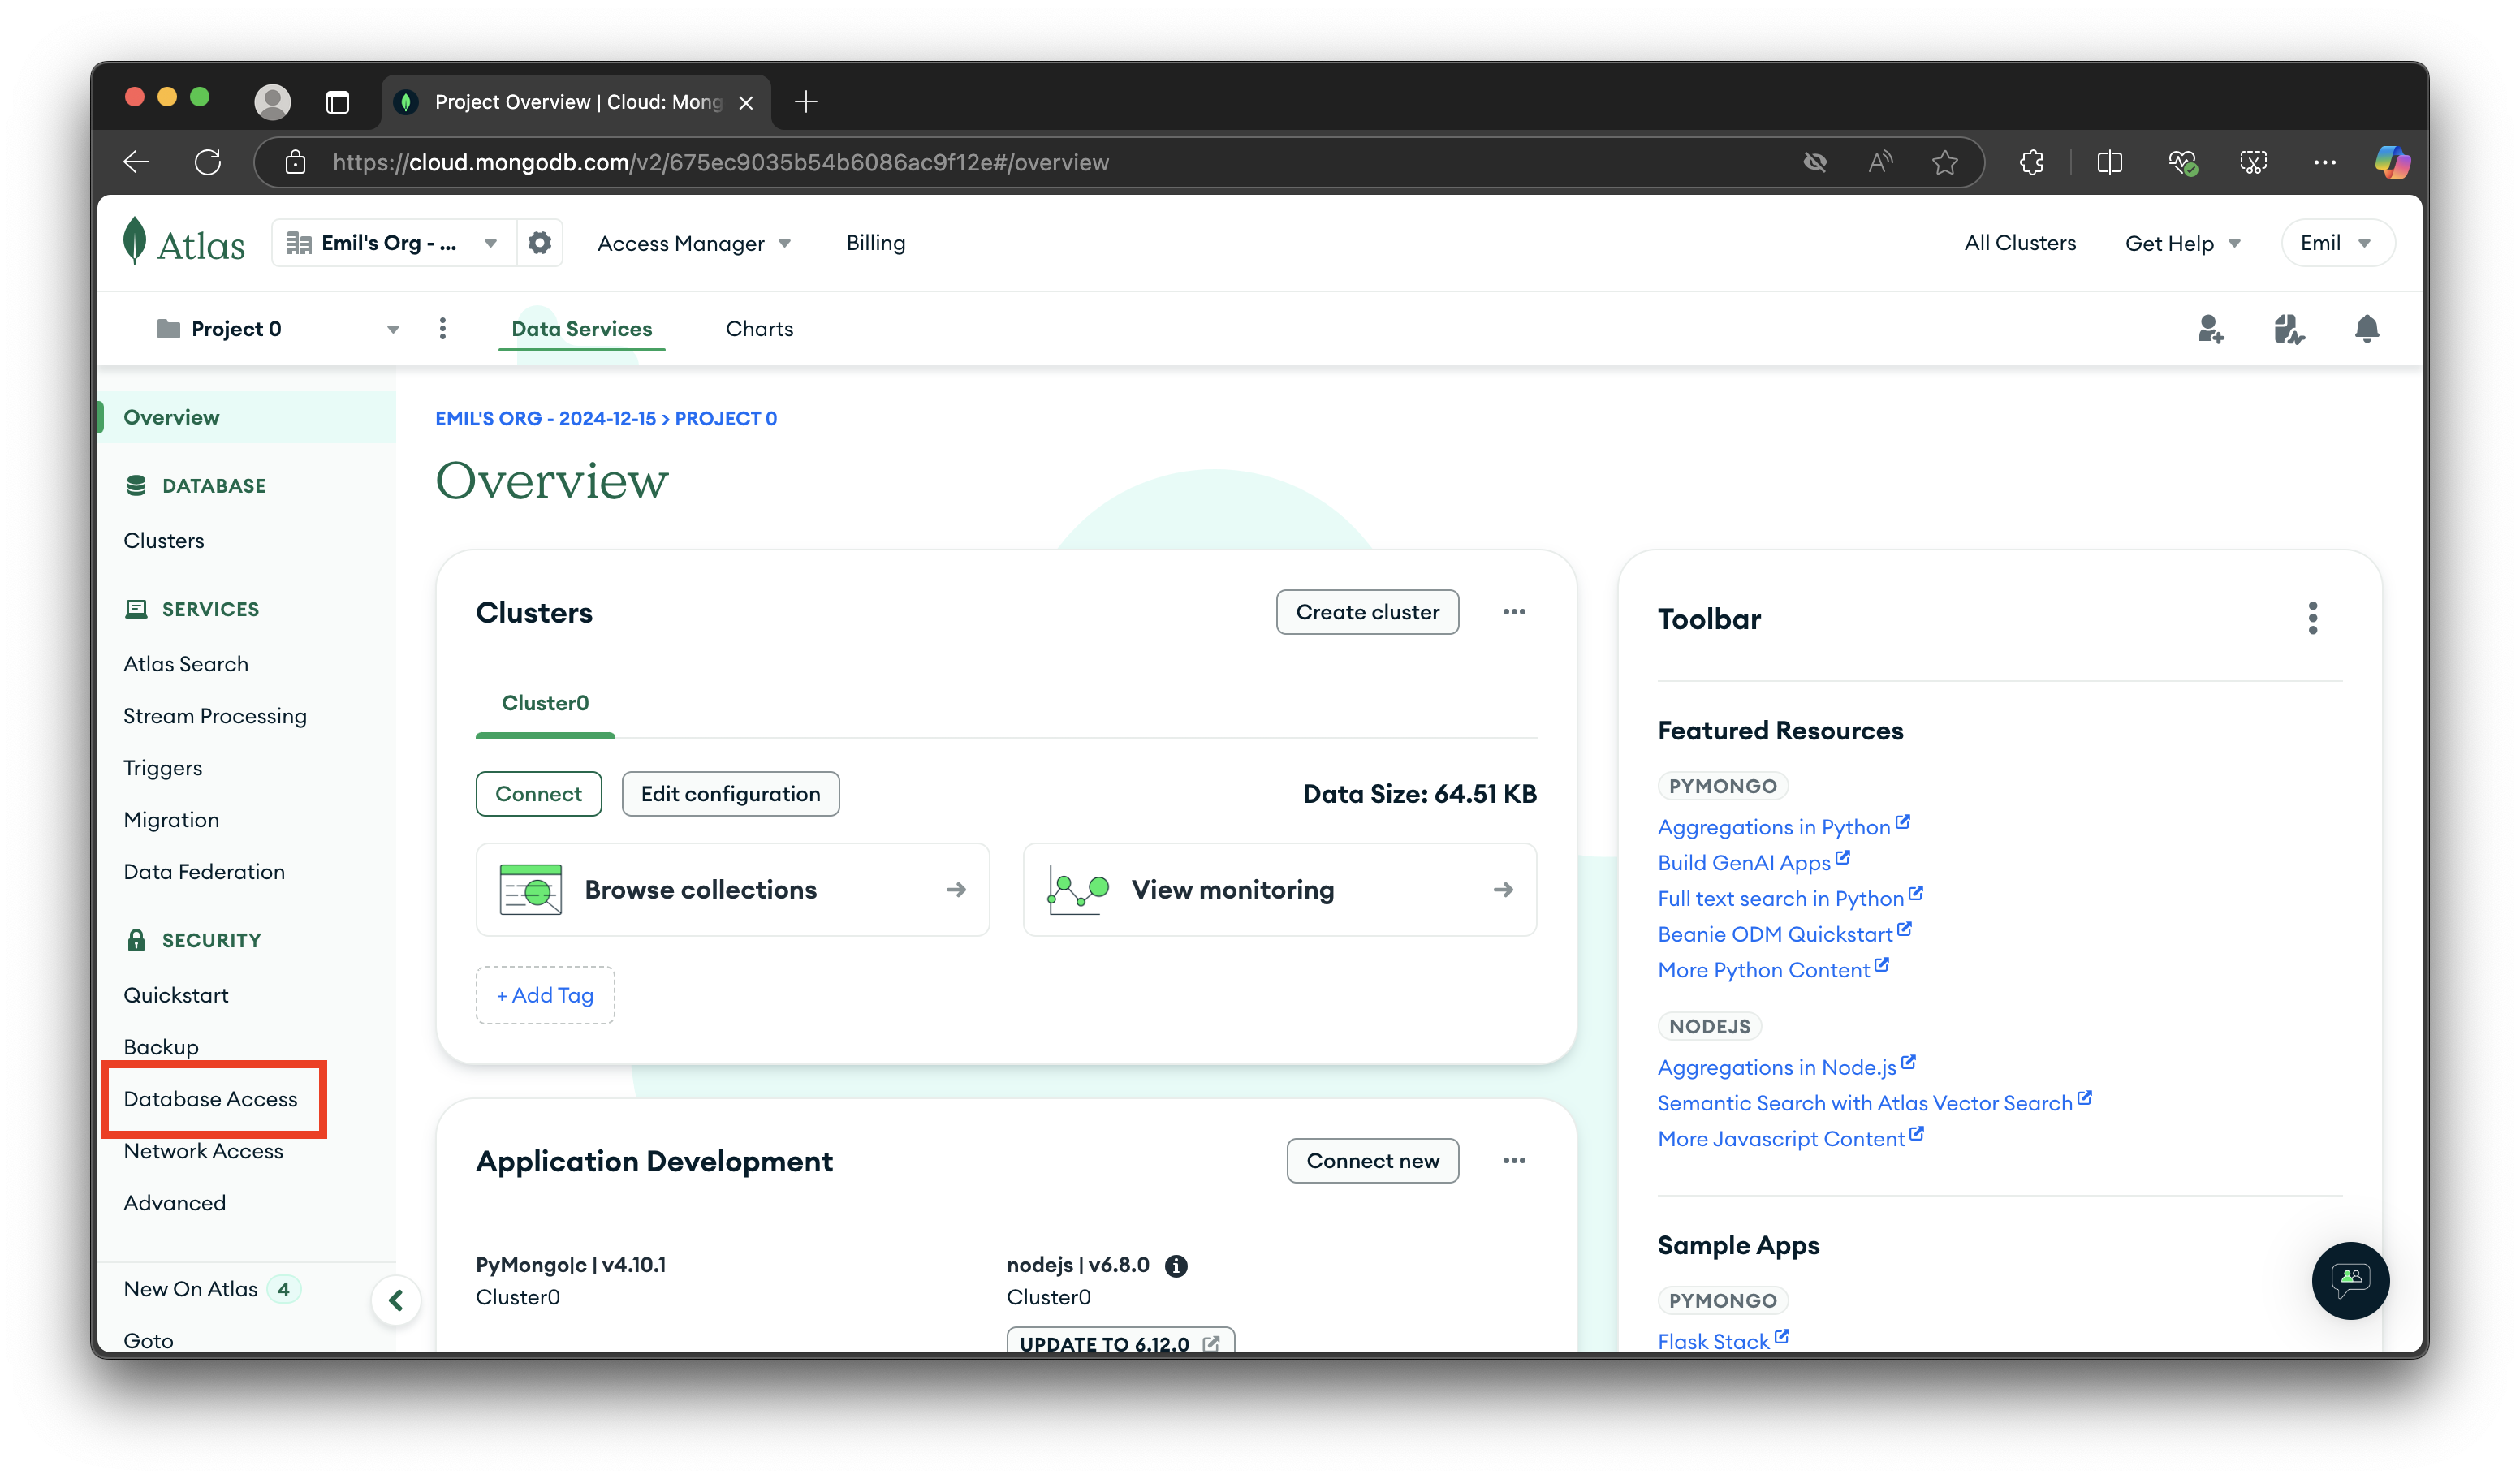 Project Overview | Cloud: Mong
https://cloud.mongodb.com/v2/675ec9035b54b6086ac9f12e#/overview
Atlas
Emil's Org - ...
Access Manager
Billing
All Clusters
Get Help
Emil
Project 0
Data Services
Charts
Overview
DATABASE
Clusters
SERVICES
Atlas Search
Stream Processing
Triggers
Migration
Data Federation
SECURITY
Quickstart
Backup
Database Access
Network Access
Advanced
New On Atlas 4
Goto
EMIL'S ORG - 2024-12-15 > PROJECT 0
Overview
Clusters
Create cluster
Cluster0
Connect
Edit configuration
Data Size: 64.51 KB
Browse collections
View monitoring
+ Add Tag
Application Development
Connect new
PyMongo|c | v4.10.1
Cluster0
nodejs | v6.8.0
Cluster0
UPDATE TO 6.12.0
Toolbar
Featured Resources
PYMONGO
Aggregations in Python
Build GenAI Apps
Full text search in Python
Beanie ODM Quickstart
More Python Content
NODEJS
Aggregations in Node.js
Semantic Search with Atlas Vector Search
More Javascript Content
Sample Apps
PYMONGO
Flask Stack